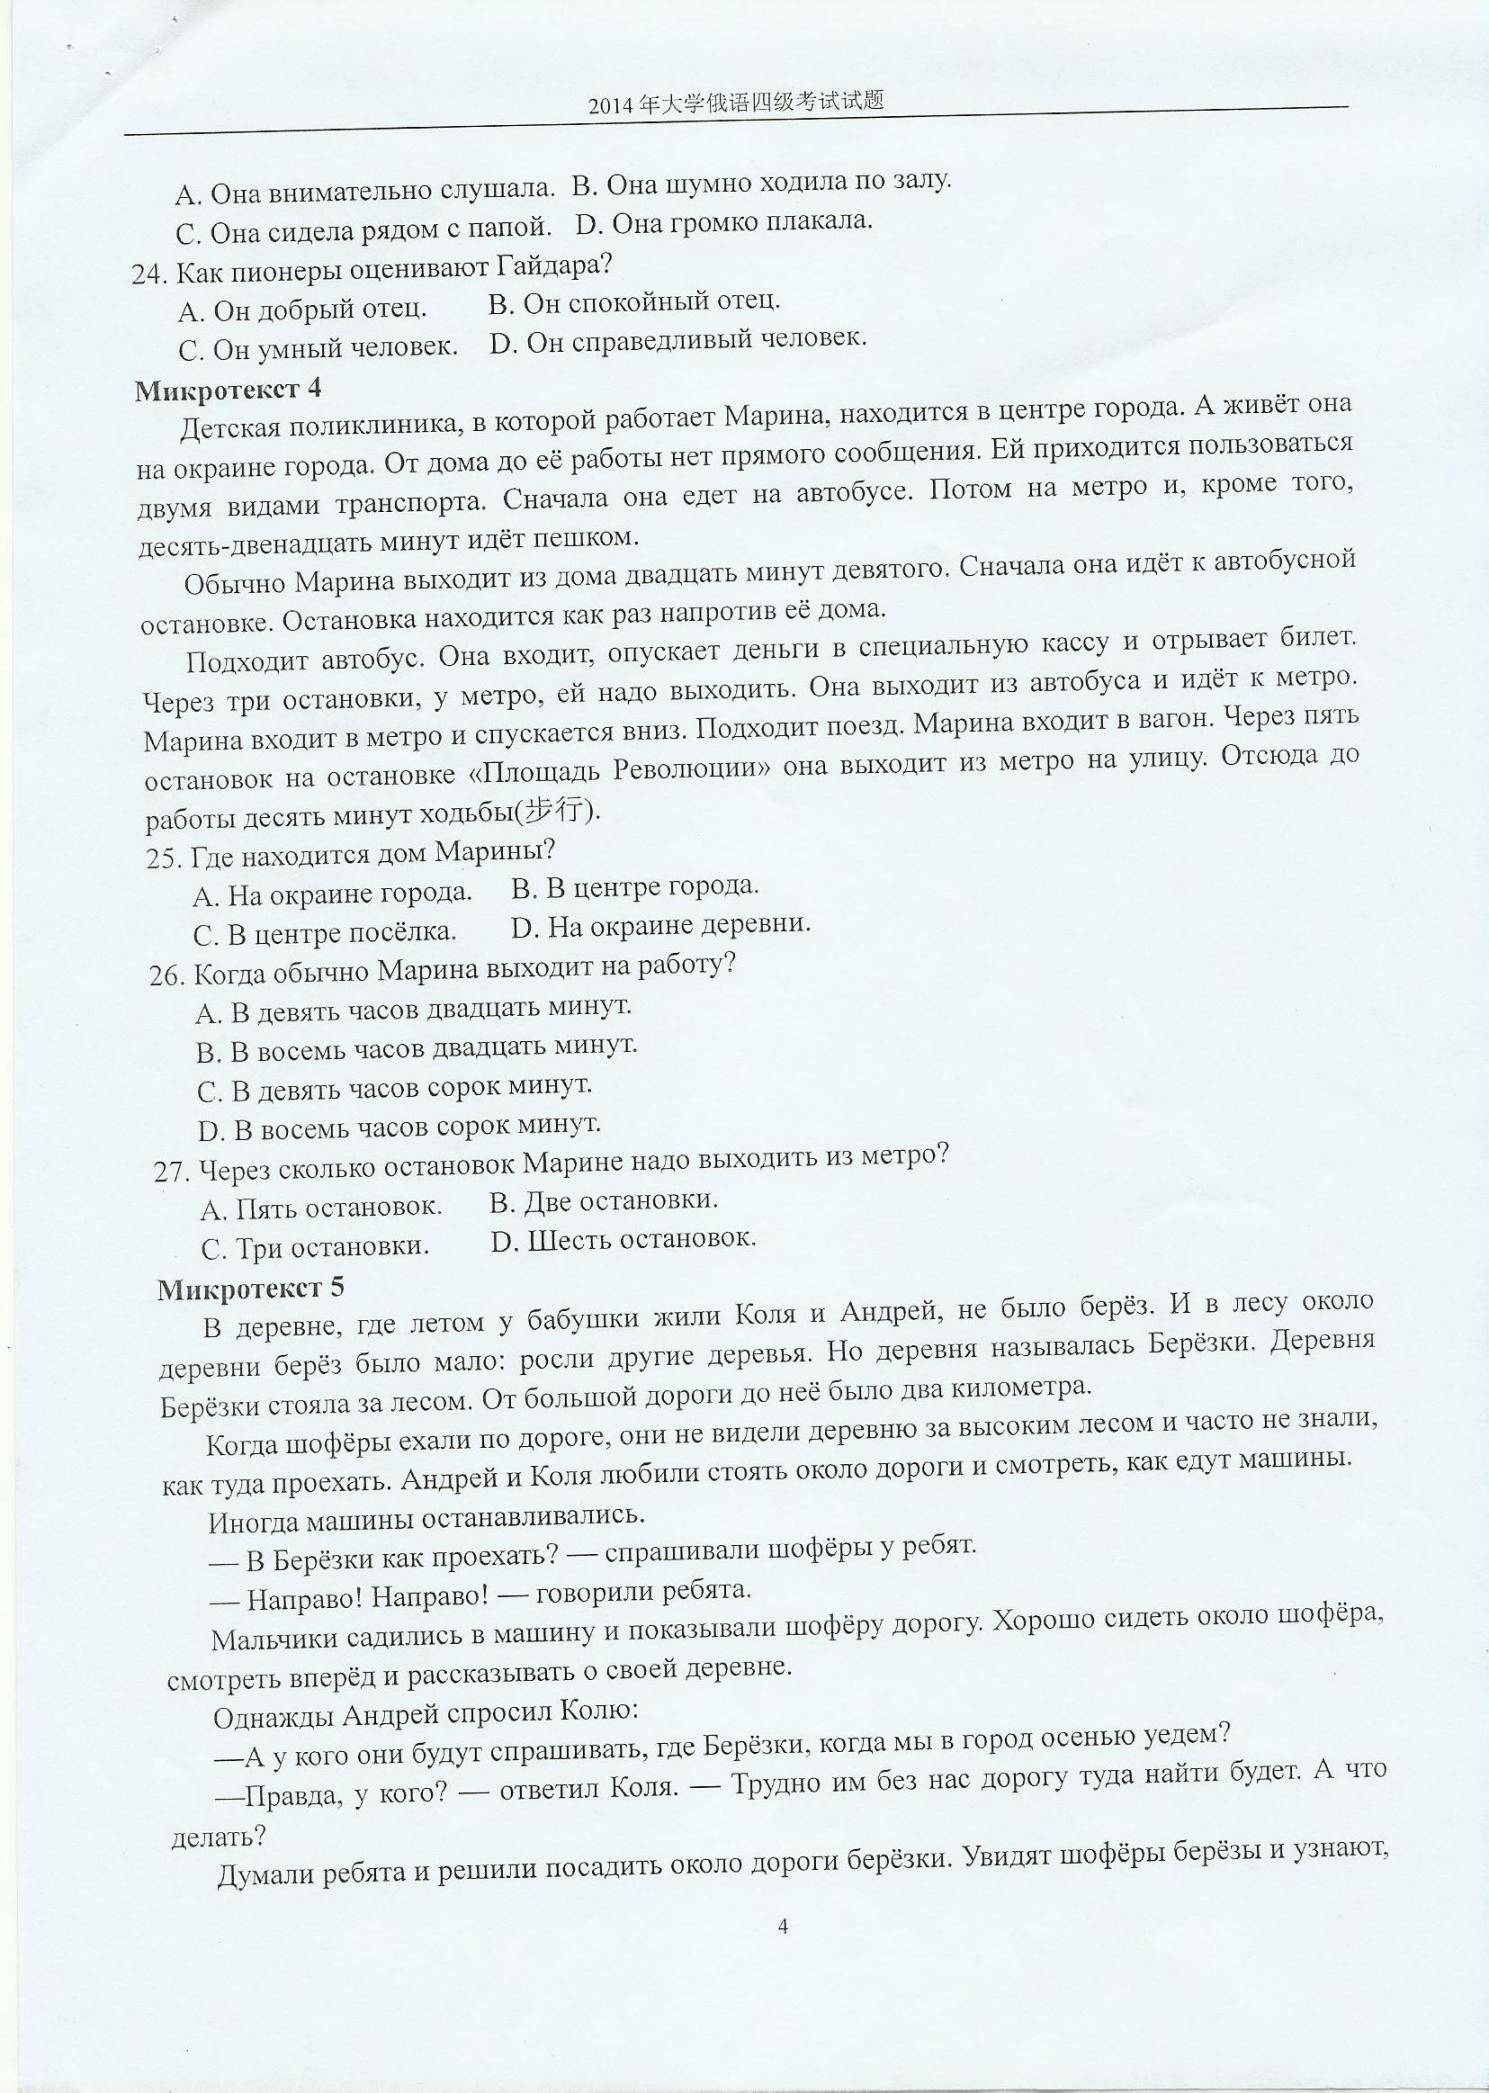 2014 年大学俄语四级考试试题
A. Она внимательно слушала. B. Она шумно ходила по залу.
C. Она сидела рядом с папой. D. Она громко плакала.
24. Как пионеры оценивают Гайдара?
A. Он добрый отец. B. Он спокойный отец.
C. Он умный человек. D. Он справедливый человек.
Микротекст 4
Детская поликлиника, в которой работает Марина, находится в центре города. А живёт она
на окраине города. От дома до её работы нет прямого сообщения. Ей приходится пользоваться
двумя видами транспорта. Сначала она едет на автобусе. Потом на метро и, кроме того,
десять-двенадцать минут идёт пешком.
Обычно Марина выходит из дома двадцать минут девятого. Сначала она идёт к автобусной
остановке. Остановка находится как раз напротив её дома.
Подходит автобус. Она входит, опускает деньги в специальную кассу и отрывает билет.
Через три остановки, у метро, ей надо выходить. Она выходит из автобуса и идёт к метро.
Марина входит в метро и спускается вниз. Подходит поезд. Марина входит в вагон. Через пять
остановок на остановке «Площадь Революции» она выходит из метро на улицу. Отсюда до
работы десять минут ходьбы(步行).
25. Где находится дом Марины?
A. На окраине города. B. В центре города.
C. В центре посёлка. D. На окраине деревни.
26. Когда обычно Марина выходит на работу?
A. В девять часов двадцать минут.
B. В восемь часов двадцать минут.
C. В девять часов сорок минут.
D. В восемь часов сорок минут.
27. Через сколько остановок Марине надо выходить из метро?
A. Пять остановок. B. Две остановки.
C. Три остановки. D. Шесть остановок.
Микротекст 5
В деревне, где летом у бабушки жили Коля и Андрей, не было берёз. И в лесу около
деревни берёз было мало: росли другие деревья. Но деревня называлась Берёзки. Деревня
Берёзки стояла за лесом. От большой дороги до неё было два километра.
Когда шофёры ехали по дороге, они не видели деревню за высоким лесом и часто не знали,
как туда проехать. Андрей и Коля любили стоять около дороги и смотреть, как едут машины.
Иногда машины останавливались.
— В Берёзки как проехать? — спрашивали шофёры у ребят.
— Направо! Направо! — говорили ребята.
Мальчики садились в машину и показывали шофёру дорогу. Хорошо сидеть около шофёра,
смотреть вперёд и рассказывать о своей деревне.
Однажды Андрей спросил Колю:
—А у кого они будут спрашивать, где Берёзки, когда мы в город осенью уедем?
—Правда, у кого? — ответил Коля. — Трудно им без нас дорогу туда найти будет. А что
делать?
Думали ребята и решили посадить около дороги берёзки. Увидят шофёры берёзы и узнают,
4